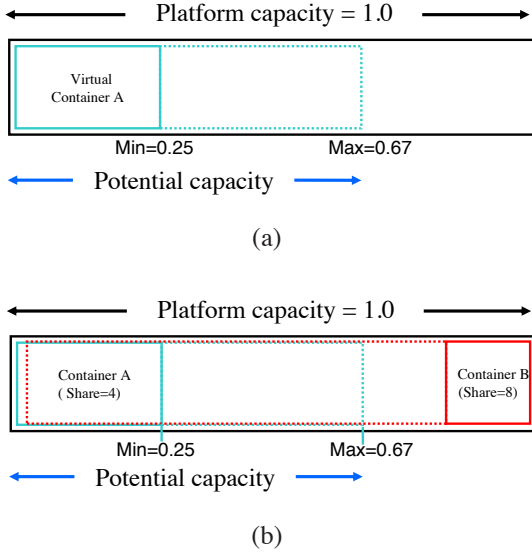 Platform capacity = 1.0
Virtual
Container A
Min=0.25
Max=0.67
Potential capacity
(a)
Platform capacity = 1.0
Container A
( Share=4)
Container B
(Share=8)
Min=0.25
Max=0.67
Potential capacity
(b)